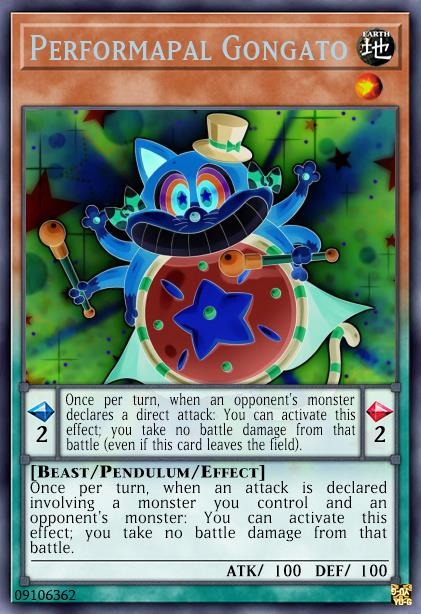 Performapal Gongato
EARTH
地
Once per turn, when an opponent's monster
declares a direct attack: You can activate this
effect; you take no battle damage from that
battle (even if this card leaves the field).
2
2
[Beast/Pendulum/Effect]
Once per turn, when an attack is declared
involving a monster you control and an
opponent's monster: You can activate this
effect; you take no battle damage from that
battle.
ATK/ 100 DEF/ 100
09106362